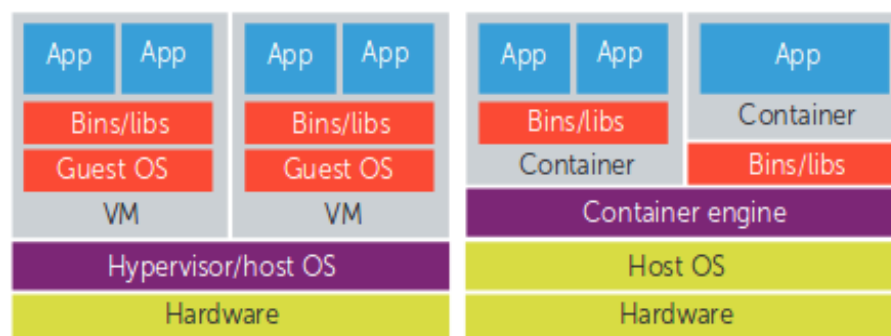 App App
Bins/libs
Guest OS
VM
App App
Bins/libs
Guest OS
VM
Hypervisor/host OS
Hardware
App App
Bins/libs
Container
App
Container
Bins/libs
Container engine
Host OS
Hardware